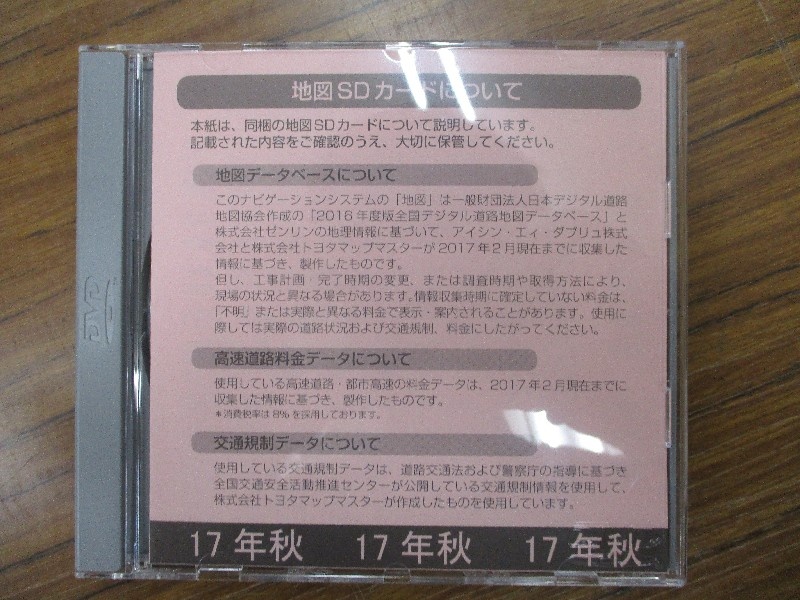 地図SDカードについて
本紙は、同梱の地図SDカードについて説明しています。
記載された内容をご確認のうえ、大切に保管してください。
地図データベースについて
このナビゲーションシステムの「地図」は一般財団法人日本デジタル道路
地図協会作成の「2016年度版全国デジタル道路地図データベース」と
株式会社ゼンリンの地理情報に基づいて、アイシン・エィ・ダブリュ株式
会社と株式会社トヨタマップマスターが2017年2月現在までに収集した
情報に基づき、製作したものです。
但し、工事計画・完了時期の変更、または調査時期や取得方法により、
現場の状況と異なる場合があります。情報収集時期に確定していない料金は、
「不明」または実際と異なる料金で表示・案内されることがあります。使用に
際しては実際の道路状況および交通規制、料金にしたがってください。
高速道路料金データについて
使用している高速道路・都市高速の料金データは、2017年2月現在までに
収集した情報に基づき、製作したものです。
*消費税率は8%を採用しております。
交通規制データについて
使用している交通規制データは、道路交通法および警察庁の指導に基づき
全国交通安全活動推進センターが公開している交通規制情報を使用して、
株式会社トヨタマップマスターが作成したものを使用しています。
17年秋 17年秋 17年秋
DVD